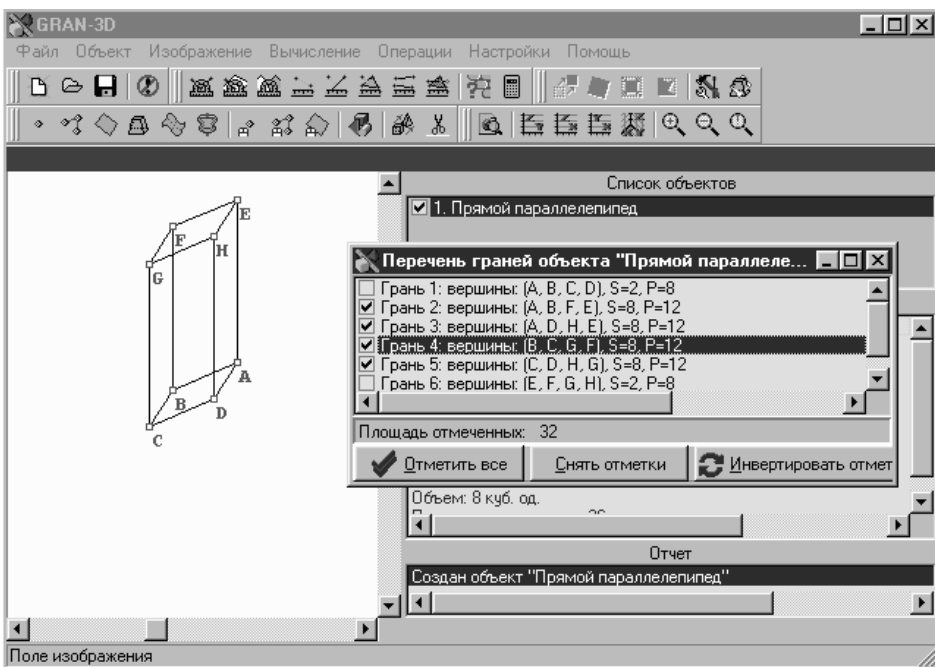 GRAN-3D
Файл Объект Изображение Вычисление Операции Настройки Помощь
Список объектов
1. Прямой параллелепипед
E
F
H
G
A
B
D
C
Перечень граней объекта "Прямой параллеле...
Грань 1: вершины: (A, B, C, D), S=2, P=8
Грань 2: вершины: (A, B, F, E), S=8, P=12
Грань 3: вершины: (A, D, H, E), S=8, P=12
Грань 4: вершины: (B, C, G, F), S=8, P=12
Грань 5: вершины: (C, D, H, G), S=8, P=12
Грань 6: вершины: (E, F, G, H), S=2, P=8
Площадь отмеченных: 32
Отметить все Снять отметки Инвертировать отмет
Объем: 8 куб. од.
Отчет
Создан объект "Прямой параллелепипед"
Поле изображения